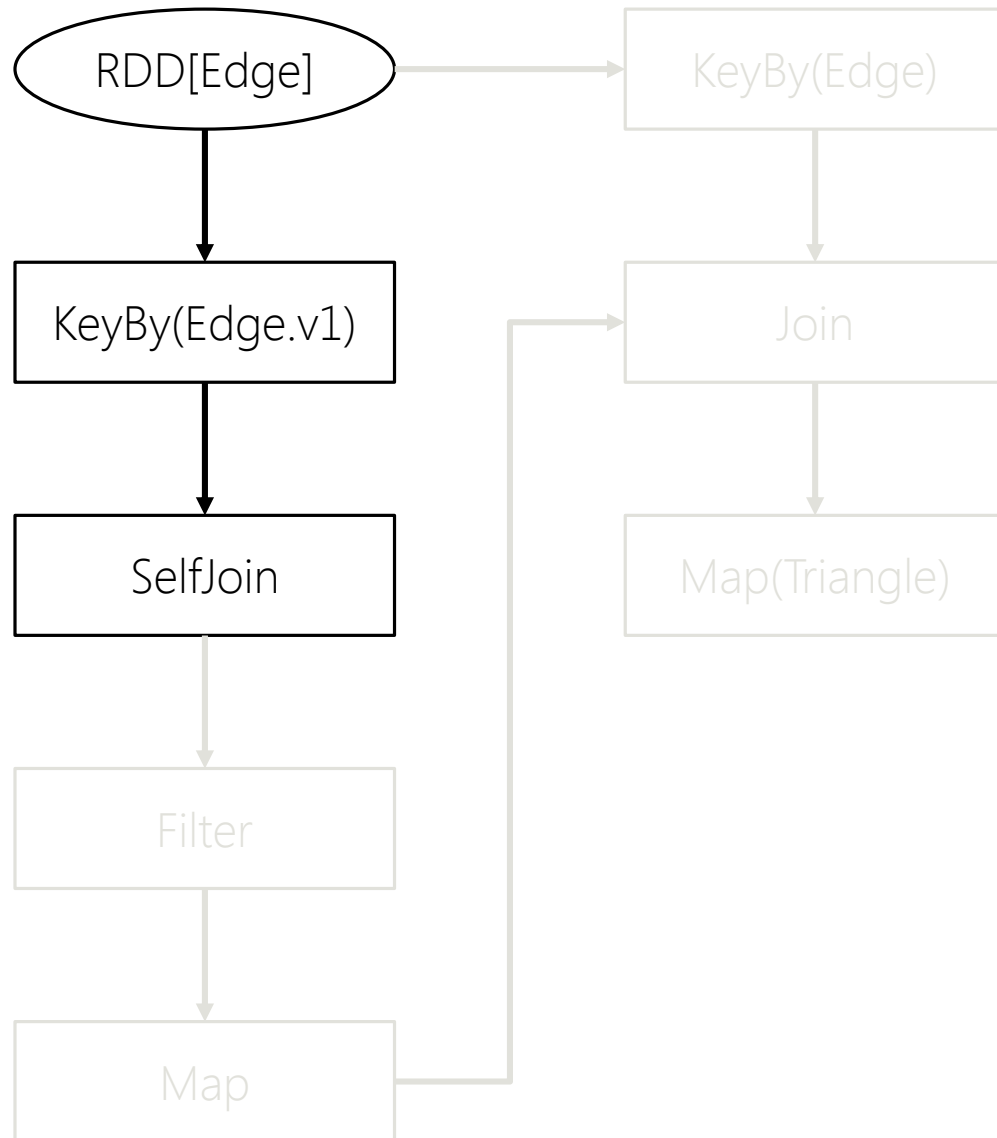 RDD[Edge]
KeyBy(Edge)
KeyBy(Edge.v1)
Join
SelfJoin
Map(Triangle)
Filter
Map